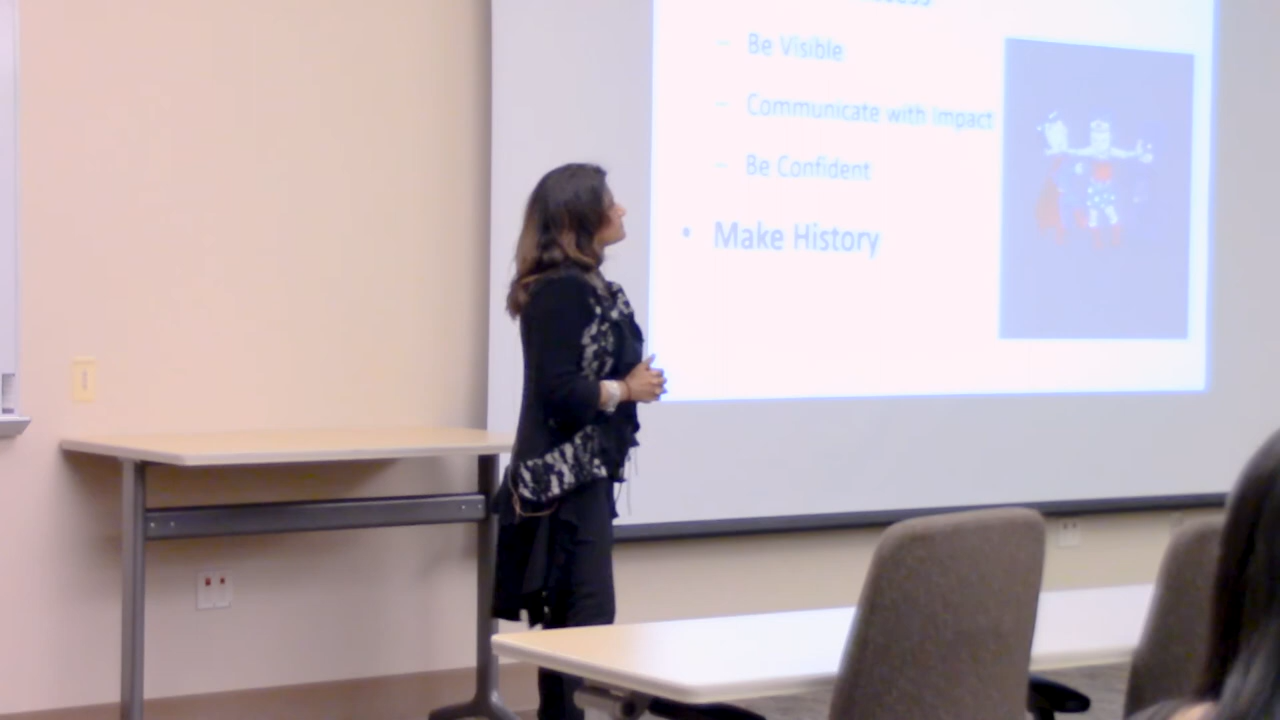 – Be Visible
– Communicate with Impact
– Be Confident
• Make History